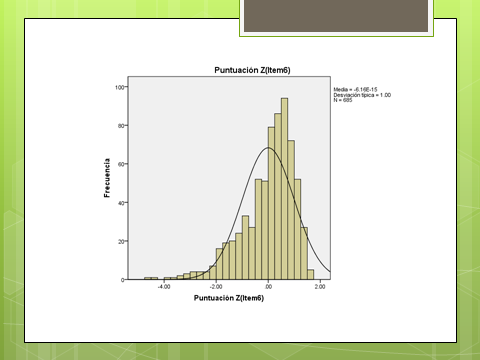 Puntuación Z(Item6)
Media = -6.16E-15
Desviación típica = 1.00
N = 685
100
80
60
40
20
0
Frecuencia
-4.00
-2.00
.00
2.00
Puntuación Z(Item6)